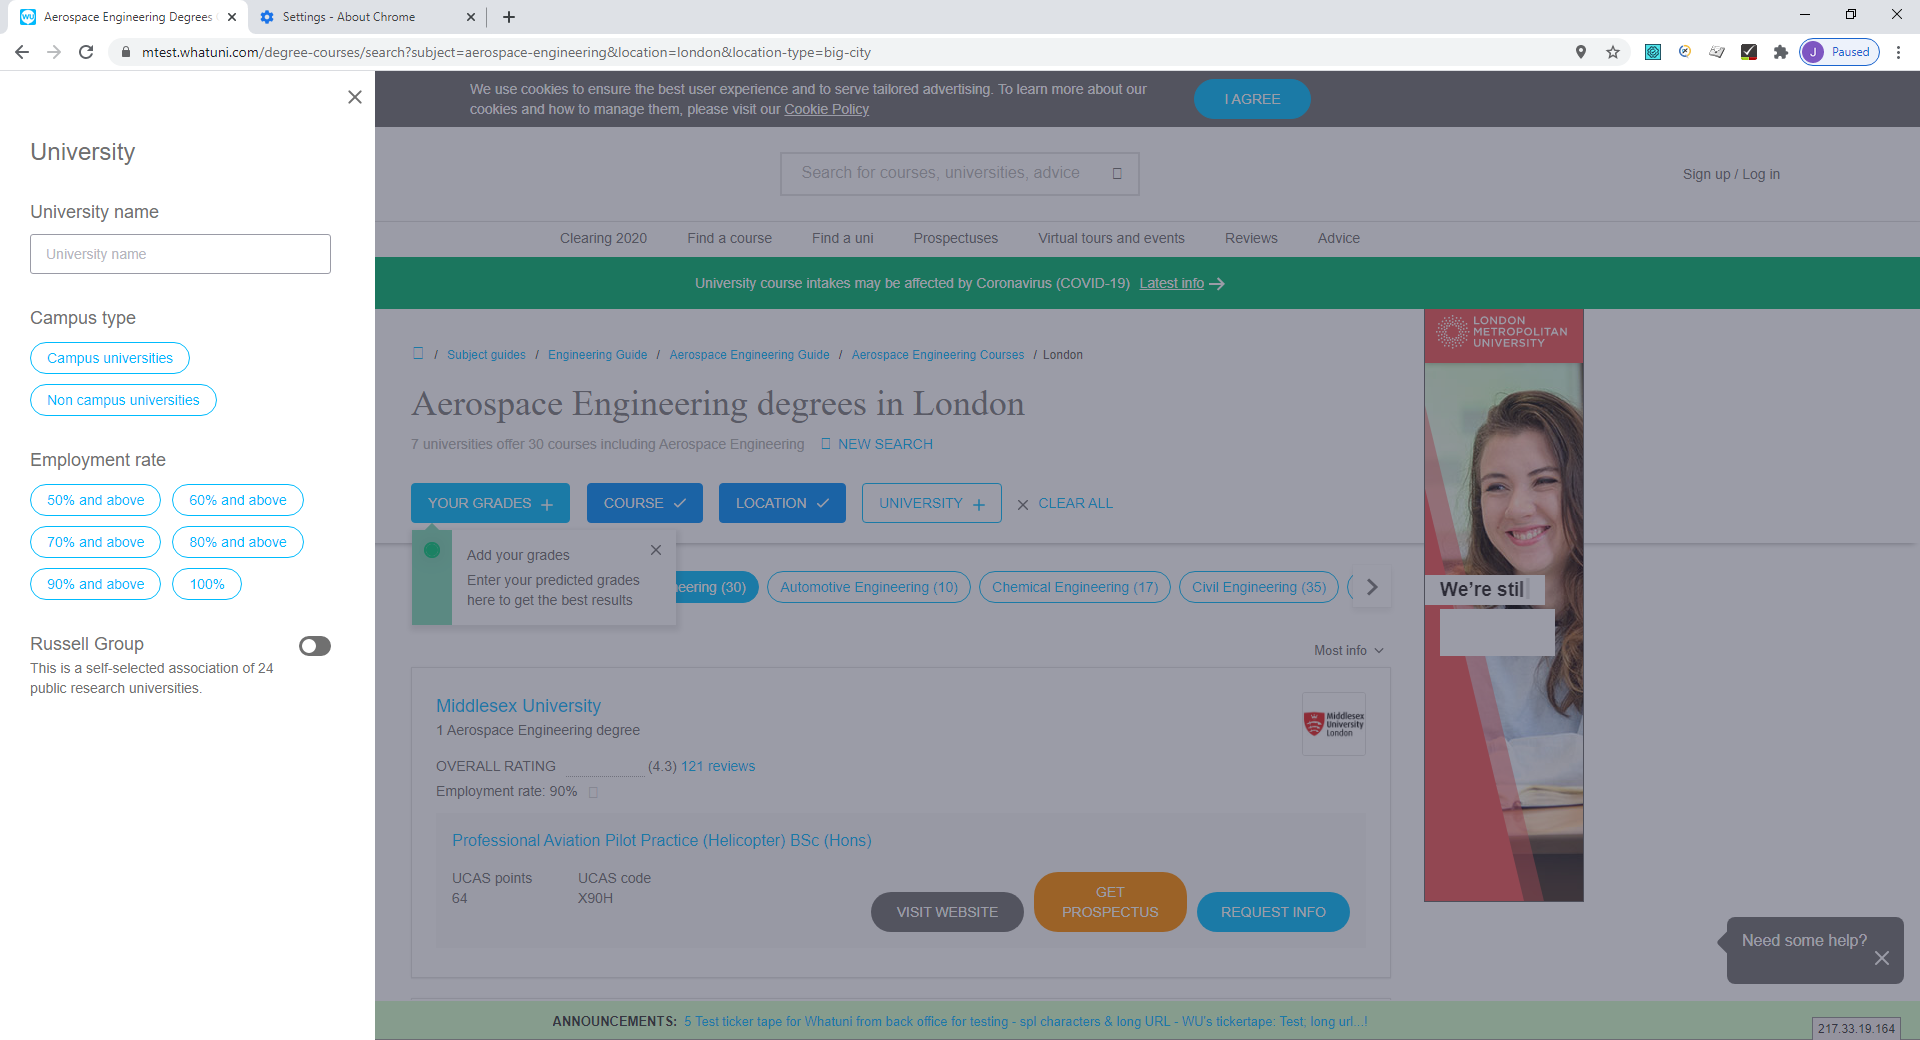 Aerospace Engineering Degrees
Settings - About Chrome
mtest.whatuni.com/degree-courses/search?subject=aerospace-engineering&location=london&location-type=big-city
J Paused
University
University name
University name
Campus type
Campus universities
Non campus universities
Employment rate
50% and above
60% and above
70% and above
80% and above
90% and above
100%
Russell Group
This is a self-selected association of 24
public research universities.
We use cookies to ensure the best user experience and to serve tailored advertising. To learn more about our
cookies and how to manage them, please visit our Cookie Policy
I AGREE
Search for courses, universities, advice
Sign up / Log in
Clearing 2020
Find a course
Find a uni
Prospectuses
Virtual tours and events
Reviews
Advice
University course intakes may be affected by Coronavirus (COVID-19) Latest info
/ Subject guides / Engineering Guide / Aerospace Engineering Guide / Aerospace Engineering Courses / London
Aerospace Engineering degrees in London
7 universities offer 30 courses including Aerospace Engineering
NEW SEARCH
YOUR GRADES
COURSE
LOCATION
UNIVERSITY
CLEAR ALL
Add your grades
Enter your predicted grades
here to get the best results
eering (30)
Automotive Engineering (10)
Chemical Engineering (17)
Civil Engineering (35)
Most info
Middlesex University
1 Aerospace Engineering degree
OVERALL RATING (4.3) 121 reviews
Employment rate: 90%
Middlesex
University
London
Professional Aviation Pilot Practice (Helicopter) BSc (Hons)
UCAS points
64
UCAS code
X90H
VISIT WEBSITE
GET
PROSPECTUS
REQUEST INFO
LONDON
METROPOLITAN
UNIVERSITY
We're stil
Need some help?
ANNOUNCEMENTS: 5 Test ticker tape for Whatuni from back office for testing - spl characters & long URL - WU's tickertape: Test; long url...!
217.33.19.164